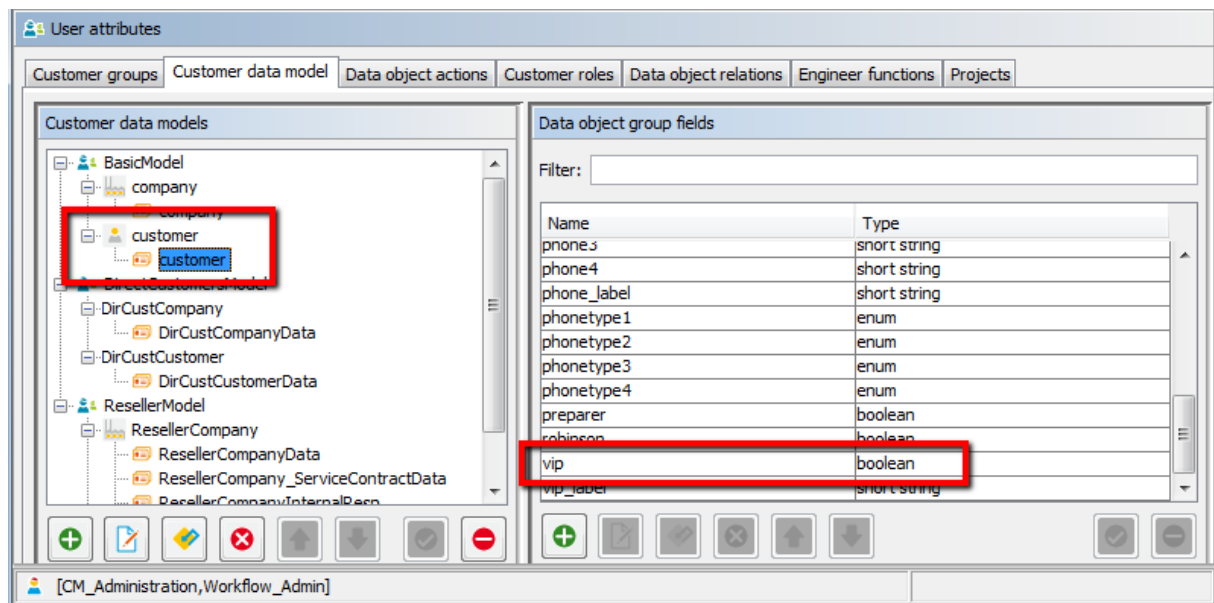 User attributes
Customer groups Customer data model Data object actions Customer roles Data object relations Engineer functions Projects
Customer data models
BasicModel
company
company
customer
customer
DirectCustomersModel
DirCustCompany
DirCustCompanyData
DirCustCustomer
DirCustCustomerData
ResellerModel
ResellerCompany
ResellerCompanyData
ResellerCompany_ServiceContractData
ResellerCompanyInternalResp
Data object group fields
Filter:
Name Type
phone3 short string
phone4 short string
phone_label short string
phonetype1 enum
phonetype2 enum
phonetype3 enum
phonetype4 enum
preparer boolean
robinson boolean
vip boolean
vip_label short string
[CM_Administration,Workflow_Admin]